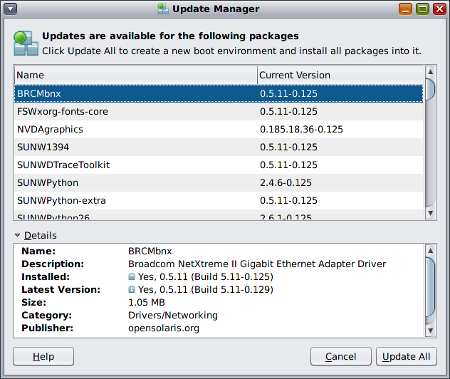 Update Manager
Updates are available for the following packages
Click Update All to create a new boot environment and install all packages into it.
Name Current Version
BRCMbnx 0.5.11-0.125
FSWxorg-fonts-core 0.5.11-0.125
NVDAgraphics 0.185.18.36-0.125
SUNW1394 0.5.11-0.125
SUNWDTraceToolkit 0.5.11-0.125
SUNWPython 2.4.6-0.125
SUNWPython-extra 0.5.11-0.125
SUNWPython26 2.6.1-0.125
Details
Name: BRCMbnx
Description: Broadcom NetXtreme II Gigabit Ethernet Adapter Driver
Installed: Yes, 0.5.11 (Build 5.11-0.125)
Latest Version: Yes, 0.5.11 (Build 5.11-0.129)
Size: 1.05 MB
Category: Drivers/Networking
Publisher: opensolaris.org
Help Cancel Update All